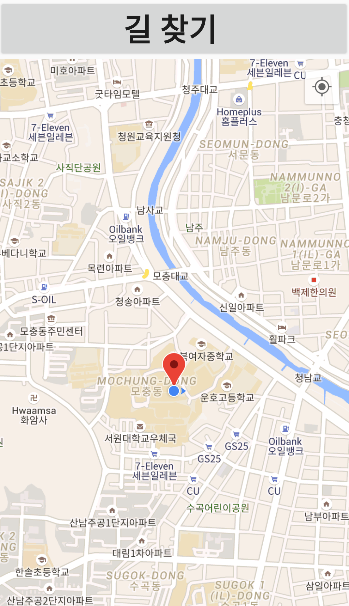 길 찾기
미호아파트
7-Eleven
세븐일레븐
CU
초등학교
굿타임모텔
청주대교
Homeplus
홈플러스
7-Eleven
세븐일레븐
청원교육지원청
SEOMUN-DONG
서문동
교소학교
사직단공원
SAJIK 2
사직2동
NAMMUNNO
2(I)-GA
남문로2가
남사교
남주
Oilbank
오일뱅크
NAMJU-DONG
남주동
NAMMUNNO
1(IL)-GA
남문로1가
베다니학교
목련아파트
모충대교
백제한의원
S-OIL
청송아파트
신일아파트
모충동주민센터
공1단지아파트
웰파크
북여자중학교
MOCHUNG-DONG
모충동
청남교
운호고등학교
Hwaamsa
화암사
서원대학교우체국
GS25
GS25
Oilbank
오일뱅크
7-Eleven
세븐일레븐
CU
CU
수곡어린이공원
산남주공1단지아파트
남부아파트
대림1차아파트
한솔초등학교
SUGOK-DONG
수곡동
SUGOK 1
(IL)-DONG
삼일아파트
산남주공2단지아파트